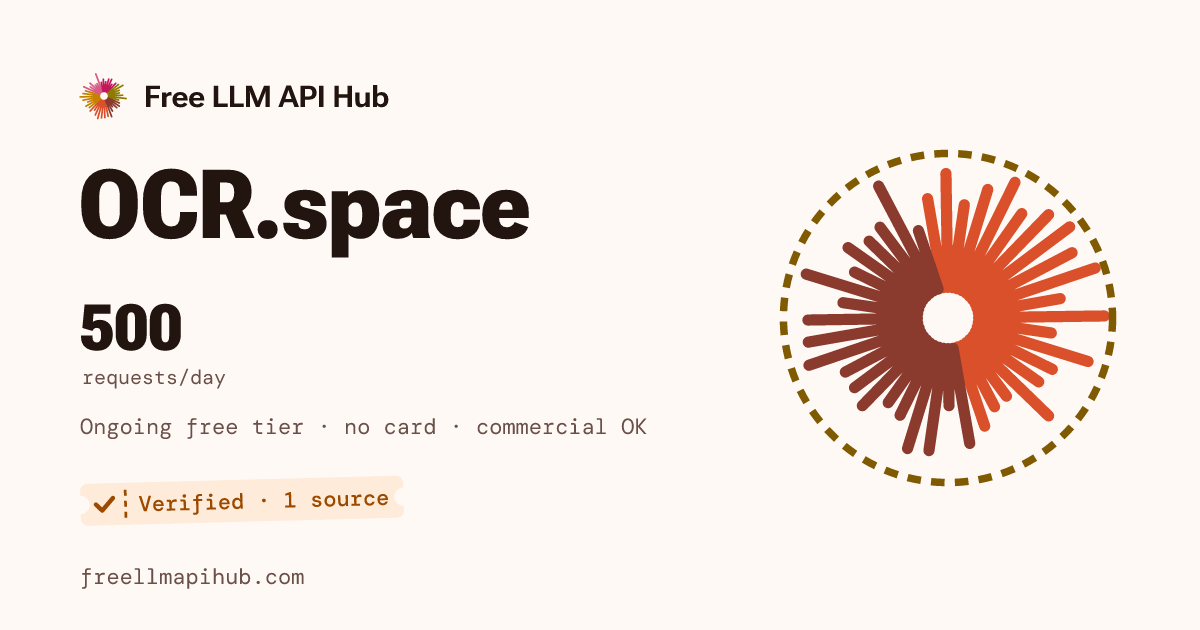 Free LLM API Hub
OCR.space
500
requests/day
Ongoing free tier · no card · commercial OK
Verified · 1 source
freellmapihub.com